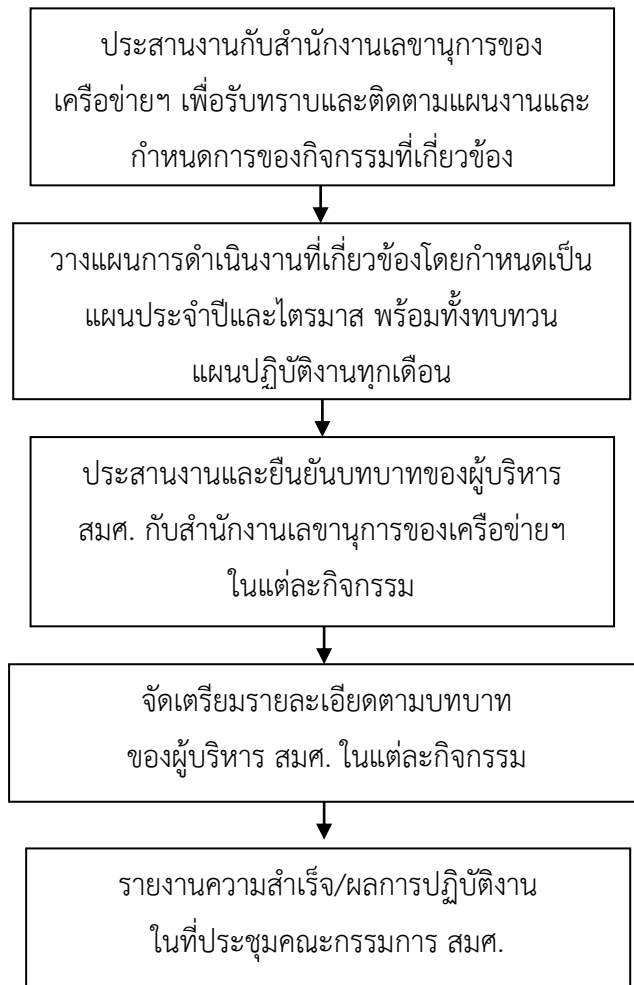 ประสานงานกับสำนักงานเลขานุการของ
เครือข่ายฯ เพื่อรับทราบและติดตามแผนงานและ
กำหนดการของกิจกรรมที่เกี่ยวข้อง
วางแผนการดำเนินงานที่เกี่ยวข้องโดยกำหนดเป็น
แผนประจำปีและไตรมาส พร้อมทั้งทบทวน
แผนปฏิบัติงานทุกเดือน
ประสานงานและยืนยันบทบาทของผู้บริหาร
สมศ. กับสำนักงานเลขานุการของเครือข่ายฯ
ในแต่ละกิจกรรม
จัดเตรียมรายละเอียดตามบทบาท
ของผู้บริหาร สมศ. ในแต่ละกิจกรรม
รายงานความสำเร็จ/ผลการปฏิบัติงาน
ในที่ประชุมคณะกรรมการ สมศ.